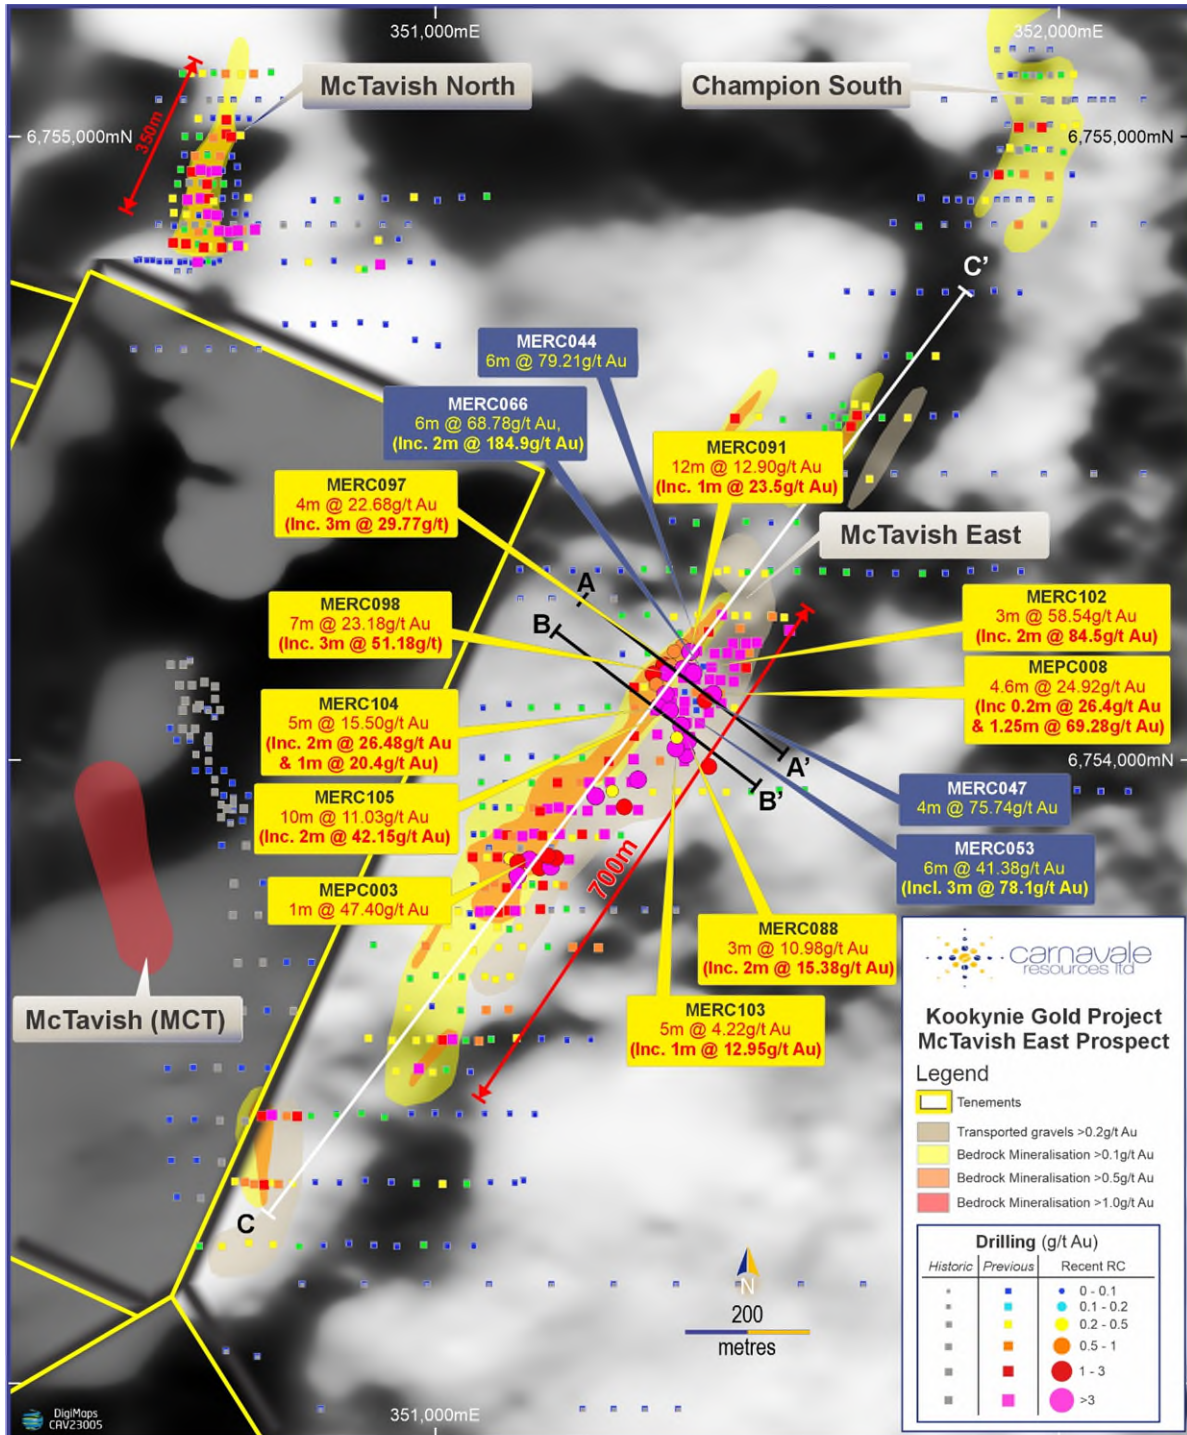 351,000mE
352,000mE
McTavish North
Champion South
6,755,000mN
6,755,000mN
350m
C'
MERC044
6m @ 79.21g/t Au
MERC066
6m @ 68.78g/t Au,
(Inc. 2m @ 184.9g/t Au)
MERC091
12m @ 12.90g/t Au
(Inc. 1m @ 23.5g/t Au)
MERC097
4m @ 22.68g/t Au
(Inc. 3m @ 29.77g/t)
McTavish East
A
B
MERC098
7m @ 23.18g/t Au
(Inc. 3m @ 51.18g/t)
MERC102
3m @ 58.54g/t Au
(Inc. 2m @ 84.5g/t Au)
MEPC008
4.6m @ 24.92g/t Au
(Inc 0.2m @ 26.4g/t Au
& 1.25m @ 69.28g/t Au)
MERC104
5m @ 15.50g/t Au
(Inc. 2m @ 26.48g/t Au
& 1m @ 20.4g/t Au)
6,754,000mN
A'
B'
MERC047
4m @ 75.74g/t Au
MERC105
10m @ 11.03g/t Au
(Inc. 2m @ 42.15g/t Au)
MERC053
6m @ 41.38g/t Au
(Incl. 3m @ 78.1g/t Au)
700m
MEPC003
1m @ 47.40g/t Au
MERC088
3m @ 10.98g/t Au
(Inc. 2m @ 15.38g/t Au)
McTavish (MCT)
MERC103
5m @ 4.22g/t Au
(Inc. 1m @ 12.95g/t Au)
C
carnavale
resources ltd
Kookynie Gold Project
McTavish East Prospect
Legend
Tenements
Transported gravels >0.2g/t Au
Bedrock Mineralisation >0.1g/t Au
Bedrock Mineralisation >0.5g/t Au
Bedrock Mineralisation >1.0g/t Au
Drilling (g/t Au)
Historic Previous Recent RC
0 - 0.1
0.1 - 0.2
0.2 - 0.5
0.5 - 1
1 - 3
>3
N
200
metres
351,000mE
DigiMaps
CAV23005